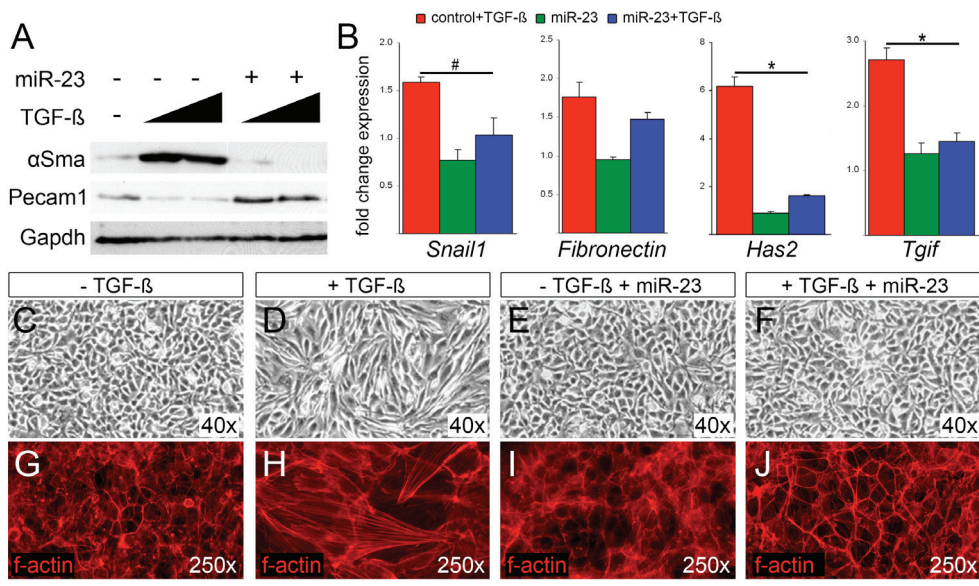 A
miR-23 - - - + +
TGF-ß -
αSma
Pecam1
Gapdh
B
control+TGF-ß miR-23 miR-23+TGF-ß
fold change expression
2.0
1.5
1.0
0.5
#
Snail1
2.0
1.5
1.0
0.5
Fibronectin
6
4
2
*
Has2
3.0
2.0
1.0
*
Tgif
- TGF-ß + TGF-ß - TGF-ß + miR-23 + TGF-ß + miR-23
C D E F
40x 40x 40x 40x
G H I J
f-actin 250x f-actin 250x f-actin 250x f-actin 250x